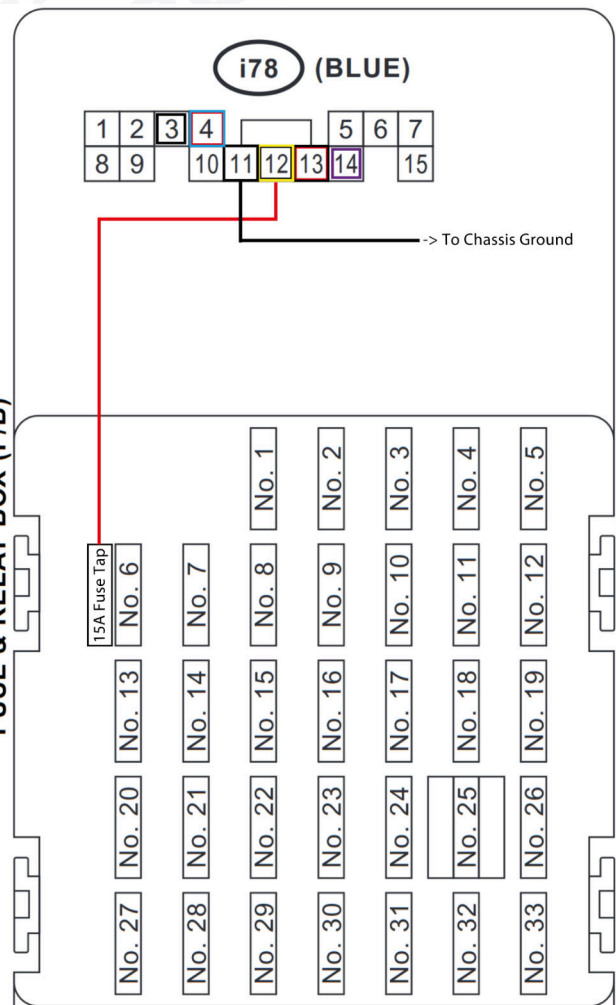 i78 (BLUE)
1 2 3 4 5 6 7
8 9 10 11 12 13 14 15
-> To Chassis Ground
No. 1 No. 2 No. 3 No. 4 No. 5
15A Fuse Tap No. 6 No. 7 No. 8 No. 9 No. 10 No. 11 No. 12
No. 13 No. 14 No. 15 No. 16 No. 17 No. 18 No. 19
No. 20 No. 21 No. 22 No. 23 No. 24 No. 25 No. 26
No. 27 No. 28 No. 29 No. 30 No. 31 No. 32 No. 33